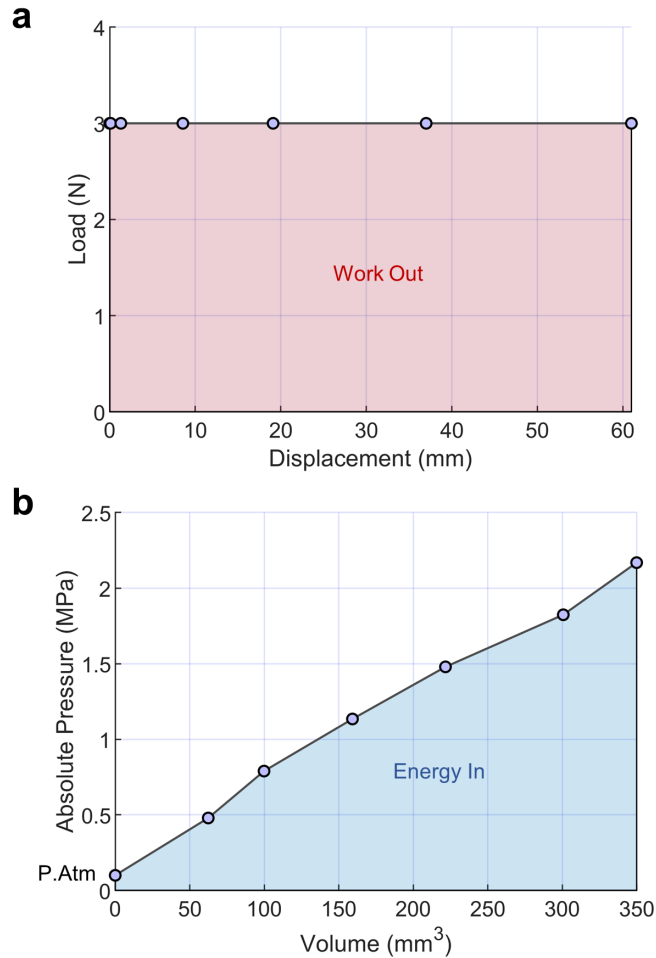 a
4
3
2
1
0
Load (N)
Work Out
0 10 20 30 40 50 60
Displacement (mm)
b
2.5
2
1.5
1
0.5
P.Atm
0
Absolute Pressure (MPa)
Energy In
0 50 100 150 200 250 300 350
Volume (mm³)